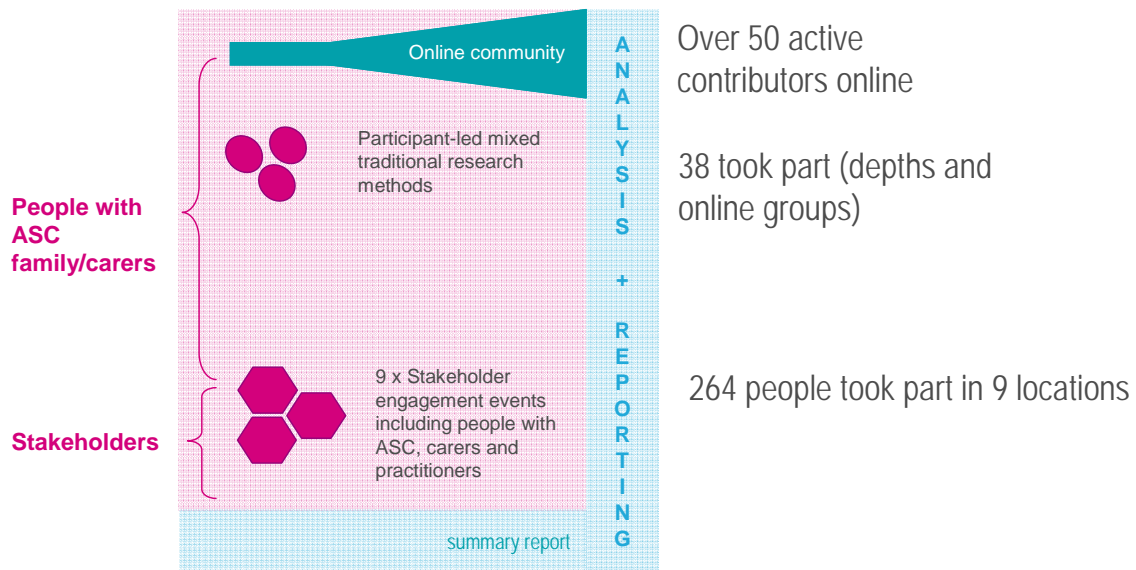 Online community
Over 50 active
contributors online
Participant-led mixed
traditional research
methods
38 took part (depths and
online groups)
People with
ASC
family/carers
9 x Stakeholder
engagement events
including people with
ASC, carers and
practitioners
264 people took part in 9 locations
Stakeholders
summary report
ANALYSIS + REPORTING